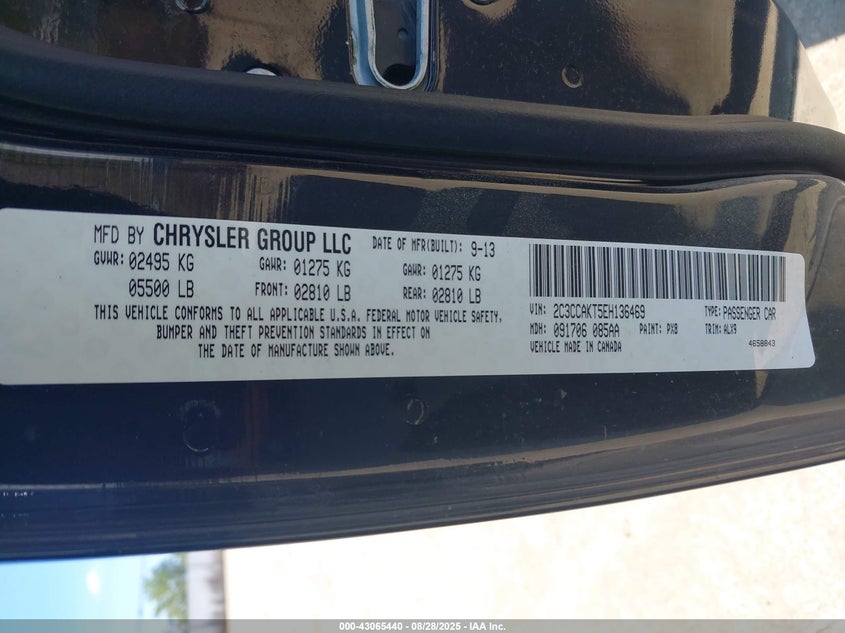 MFD BY CHRYSLER GROUP LLC DATE OF MFR(BUILT): 9-13
GVWR: 02495 KG GAWR: 01275 KG GAWR: 01275 KG
05500 LB FRONT: 02810 LB REAR: 02810 LB
THIS VEHICLE CONFORMS TO ALL APPLICABLE U.S.A. FEDERAL MOTOR VEHICLE SAFETY,
BUMPER AND THEFT PREVENTION STANDARDS IN EFFECT ON
THE DATE OF MANUFACTURE SHOWN ABOVE.
VIN: 2C3CCAKT5EH136469 TYPE: PASSENGER CAR
MDH: 091706 085AA PAINT: PX8 TRIM: ALX9
VEHICLE MADE IN CANADA 4658843
000-43065440 | 08/28/2025 - IAA Inc.